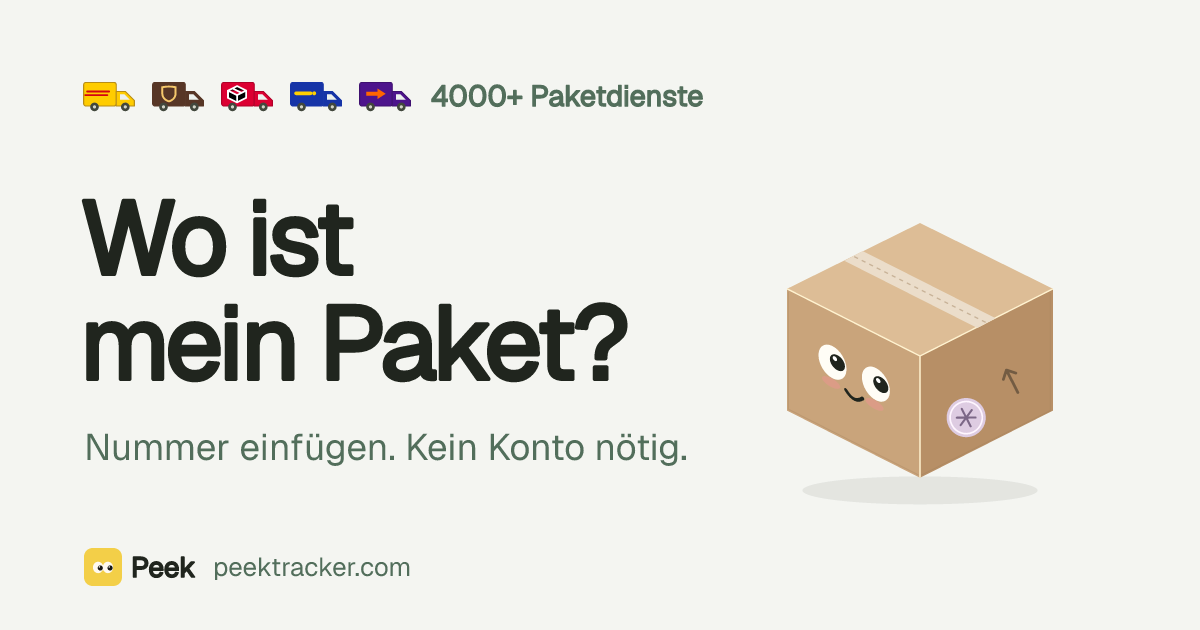 4000+ Paketdienste
Wo ist
mein Paket?
Nummer einfügen. Kein Konto nötig.
Peek peektracker.com